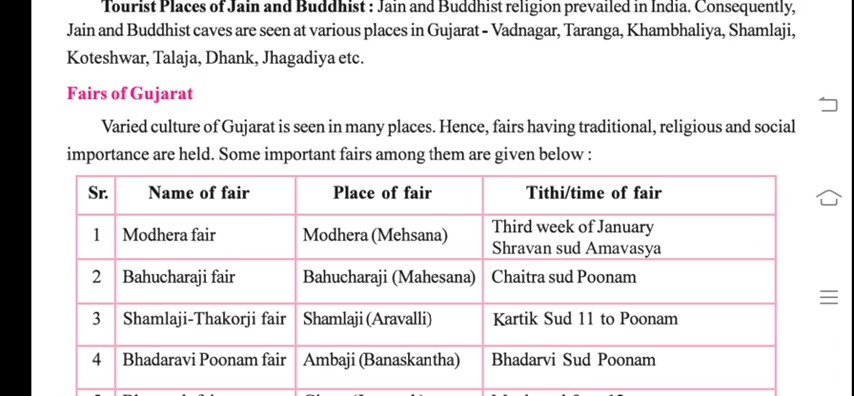 Tourist Places of Jain and Buddhist : Jain and Buddhist religion prevailed in India. Consequently,
Jain and Buddhist caves are seen at various places in Gujarat - Vadnagar, Taranga, Khambhaliya, Shamlaji,
Koteshwar, Talaja, Dhank, Jhagadiya etc.
Fairs of Gujarat
Varied culture of Gujarat is seen in many places. Hence, fairs having traditional, religious and social
importance are held. Some important fairs among them are given below :
Sr. Name of fair Place of fair Tithi/time of fair
1 Modhera fair Modhera (Mehsana) Third week of January
Shravan sud Amavasya
2 Bahucharaji fair Bahucharaji (Mahesana) Chaitra sud Poonam
3 Shamlaji-Thakorji fair Shamlaji (Aravalli) Kartik Sud 11 to Poonam
4 Bhadaravi Poonam fair Ambaji (Banaskantha) Bhadarvi Sud Poonam